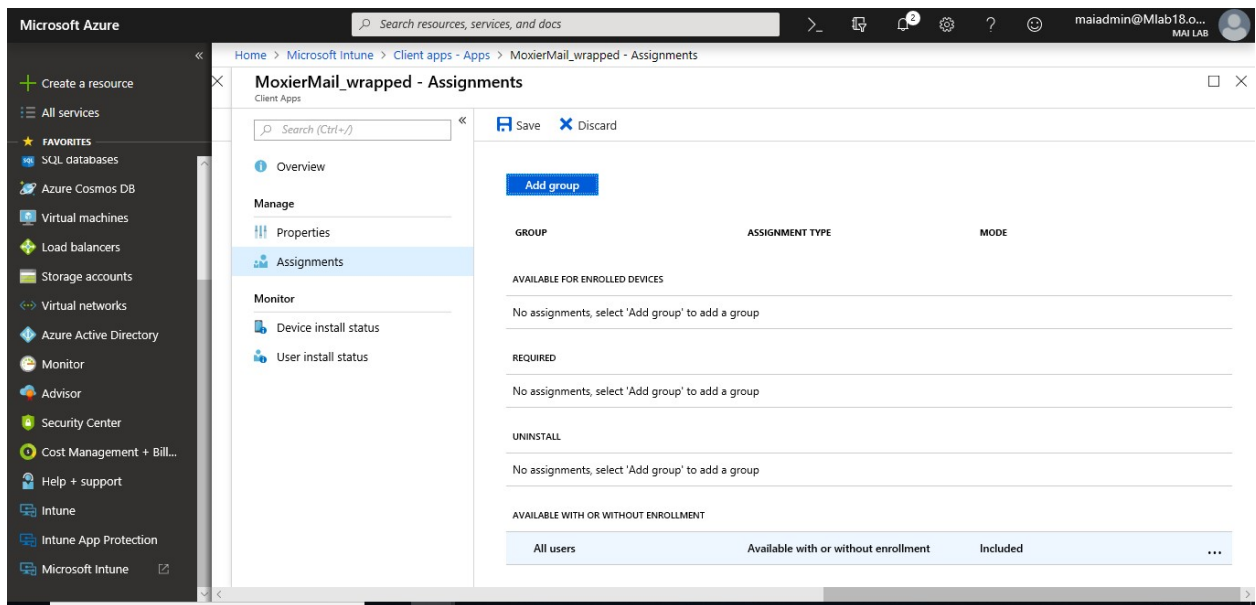 Microsoft Azure
Search resources, services, and docs
2
maiadmin@Mlab18.o...
MAI LAB
Home > Microsoft Intune > Client apps - Apps > MoxierMail_wrapped - Assignments
Create a resource
All services
FAVORITES
SQL databases
Azure Cosmos DB
Virtual machines
Load balancers
Storage accounts
Virtual networks
Azure Active Directory
Monitor
Advisor
Security Center
Cost Management + Bill...
Help + support
Intune
Intune App Protection
Microsoft Intune
MoxierMail_wrapped - Assignments
Client Apps
Search (Ctrl+/)
Overview
Manage
Properties
Assignments
Monitor
Device install status
User install status
Save Discard
Add group
GROUP ASSIGNMENT TYPE MODE
AVAILABLE FOR ENROLLED DEVICES
No assignments, select 'Add group' to add a group
REQUIRED
No assignments, select 'Add group' to add a group
UNINSTALL
No assignments, select 'Add group' to add a group
AVAILABLE WITH OR WITHOUT ENROLLMENT
All users Available with or without enrollment Included ...